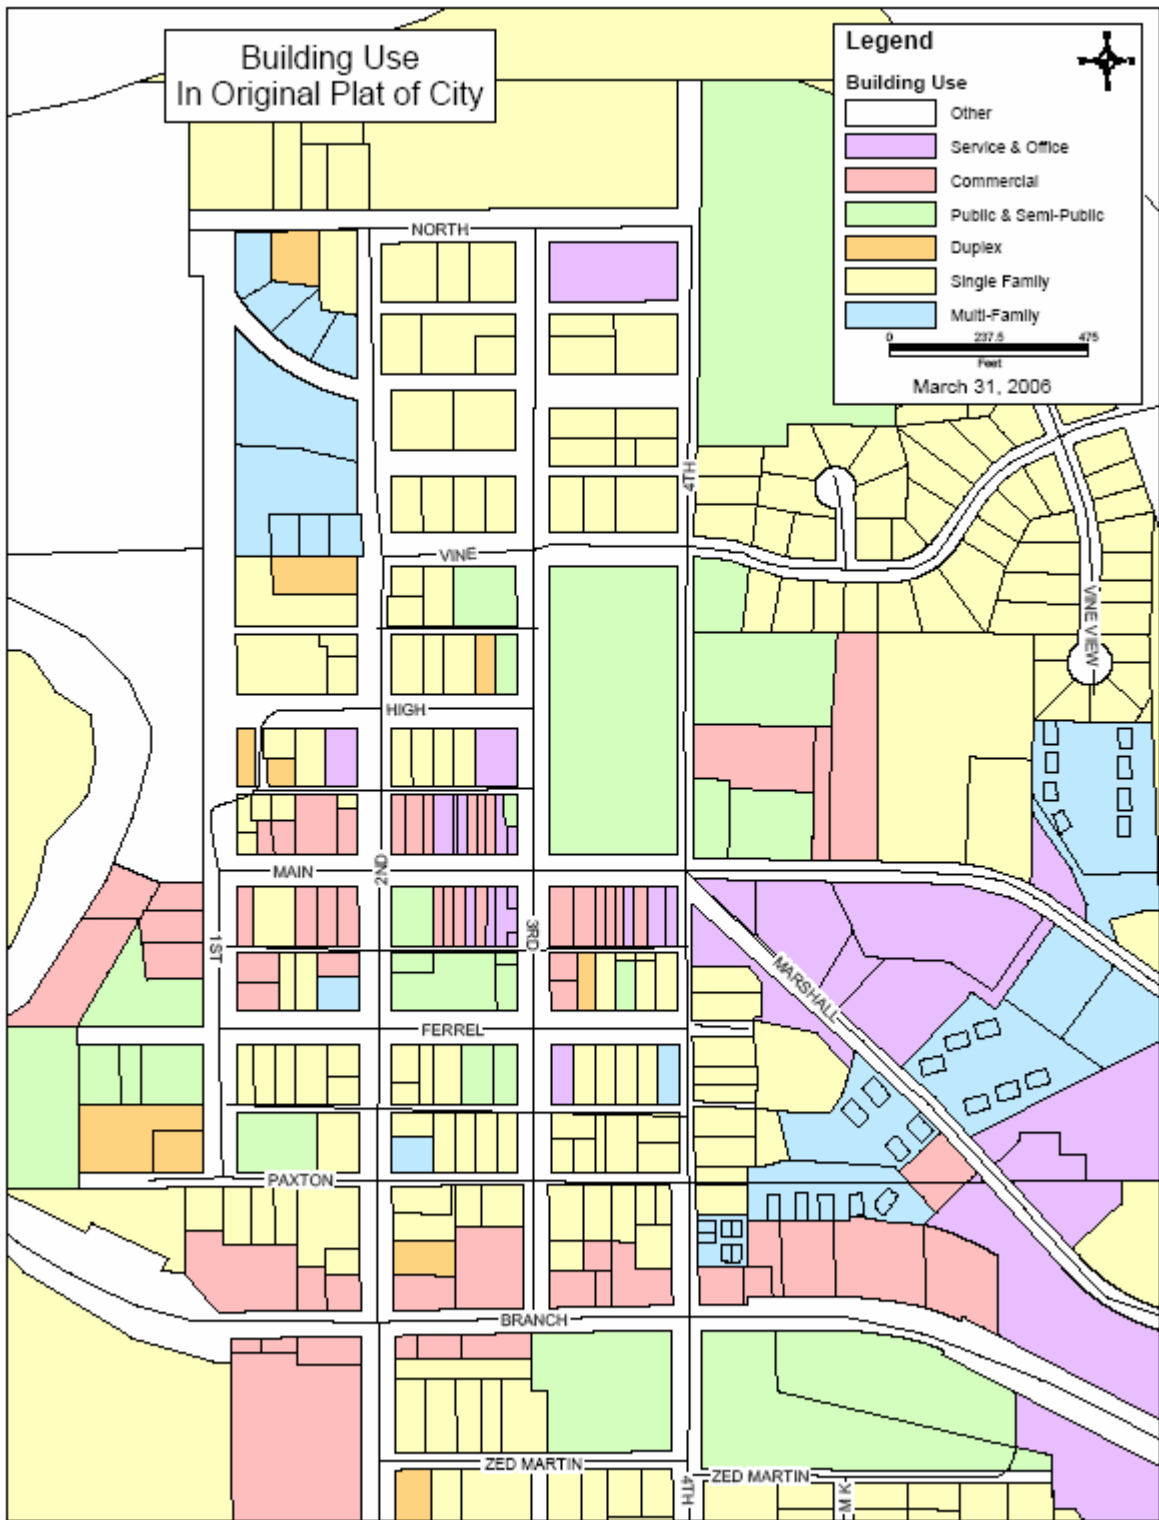 Building Use
In Original Plat of City
Legend
Building Use
Other
Service & Office
Commercial
Public & Semi-Public
Duplex
Single Family
Multi-Family
0 237.5 475
Feet
March 31, 2006
NORTH
4TH
VINE
VINE VIEW
HIGH
MAIN
2ND
1ST
3RD
MARSHALL
FERREL
PAXTON
BRANCH
ZED MARTIN
4TH
ZED MARTIN
M K